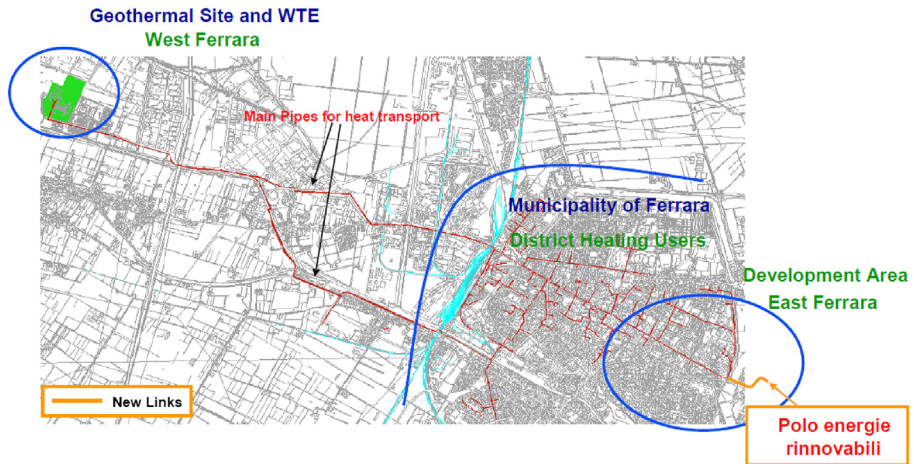 Geothermal Site and WTE
West Ferrara
Main Pipes for heat transport
Municipality of Ferrara
District Heating Users
Development Area
East Ferrara
New Links
Polo energie
rinnovabili